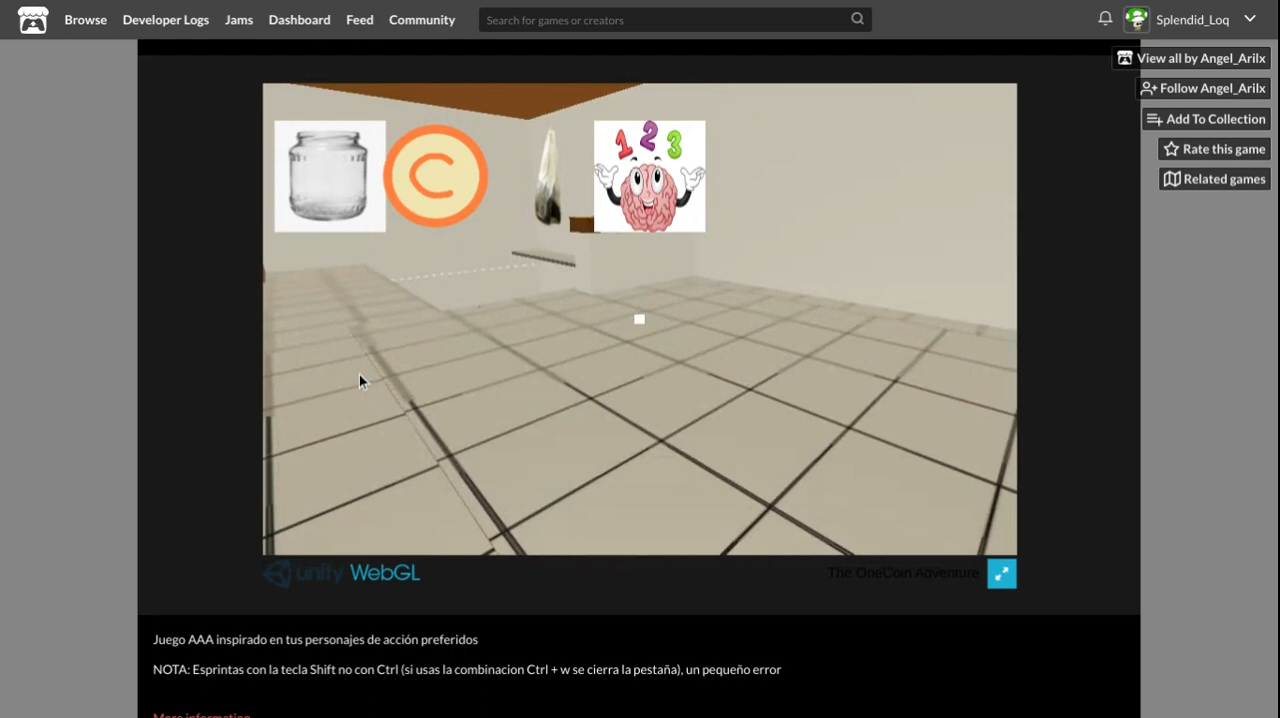 Browse Developer Logs Jams Dashboard Feed Community Search for games or creators Splendid_Loq
View all by Angel_Arilx
Follow Angel_Arilx
Add To Collection
Rate this game
Related games
1 2 3
C
unity WebGL The OneCoin Adventure
Juego AAA inspirado en tus personajes de acción preferidos
NOTA: Esprintas con la tecla Shift no con Ctrl (si usas la combinacion Ctrl + w se cierra la pestaña), un pequeño error
More information